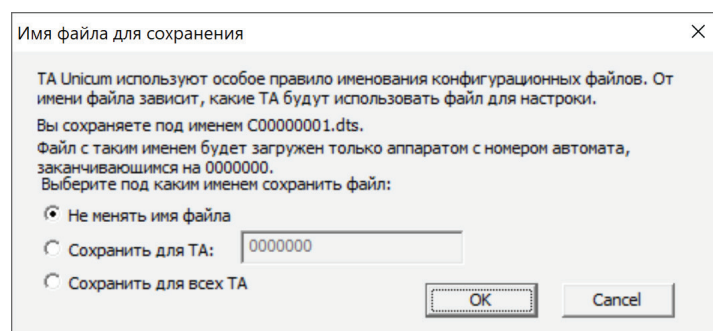 Имя файла для сохранения
ТА Unicum используют особое правило именования конфигурационных файлов. От
имени файла зависит, какие ТА будут использовать файл для настройки.
Вы сохраняете под именем C00000001.dts.
Файл с таким именем будет загружен только аппаратом с номером автомата,
заканчивающимся на 0000000.
Выберите под каким именем сохранить файл:
Не менять имя файла
Сохранить для ТА: 0000000
Сохранить для всех ТА
OK Cancel